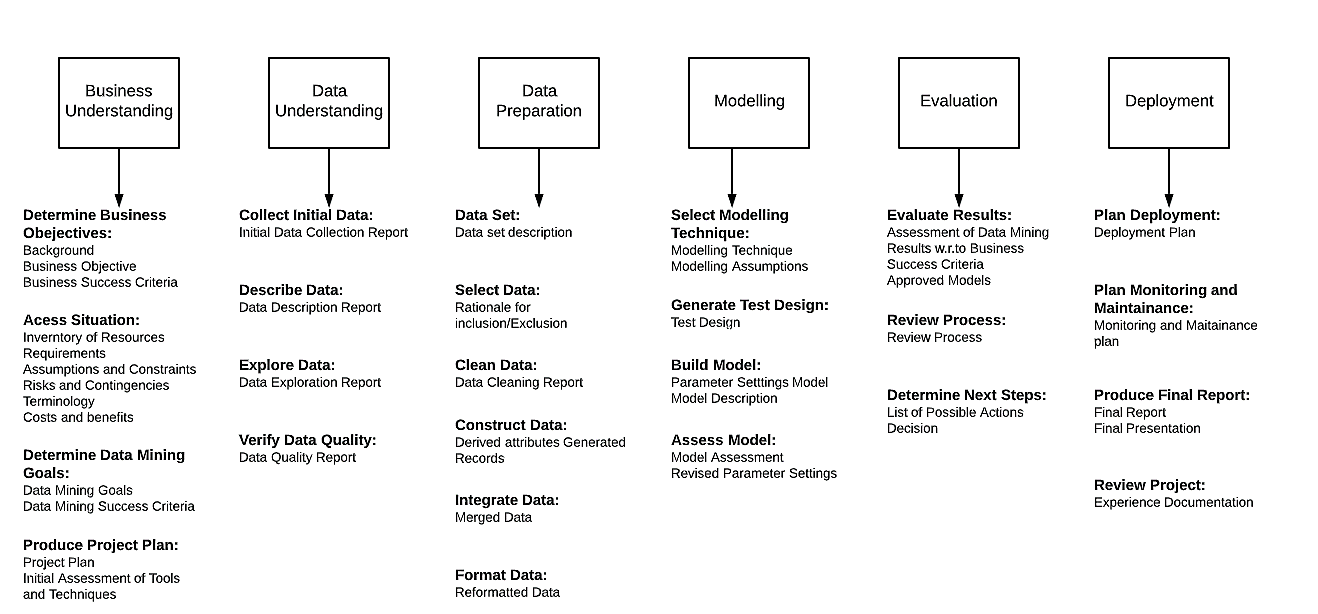 Business
Understanding
Data
Understanding
Data
Preparation
Modelling
Evaluation
Deployment
Determine Business
Obejectives:
Background
Business Objective
Business Success Criteria
Acess Situation:
Inverntory of Resources
Requirements
Assumptions and Constraints
Risks and Contingencies
Terminology
Costs and benefits
Determine Data Mining
Goals:
Data Mining Goals
Data Mining Success Criteria
Produce Project Plan:
Project Plan
Initial Assessment of Tools
and Techniques
Collect Initial Data:
Initial Data Collection Report
Describe Data:
Data Description Report
Explore Data:
Data Exploration Report
Verify Data Quality:
Data Quality Report
Data Set:
Data set description
Select Data:
Rationale for
inclusion/Exclusion
Clean Data:
Data Cleaning Report
Construct Data:
Derived attributes Generated
Records
Integrate Data:
Merged Data
Format Data:
Reformatted Data
Select Modelling
Technique:
Modelling Technique
Modelling Assumptions
Generate Test Design:
Test Design
Build Model:
Parameter Setttings Model
Model Description
Assess Model:
Model Assessment
Revised Parameter Settings
Evaluate Results:
Assessment of Data Mining
Results w.r.to Business
Success Criteria
Approved Models
Review Process:
Review Process
Determine Next Steps:
List of Possible Actions
Decision
Plan Deployment:
Deployment Plan
Plan Monitoring and
Maintainance:
Monitoring and Maitainance
plan
Produce Final Report:
Final Report
Final Presentation
Review Project:
Experience Documentation